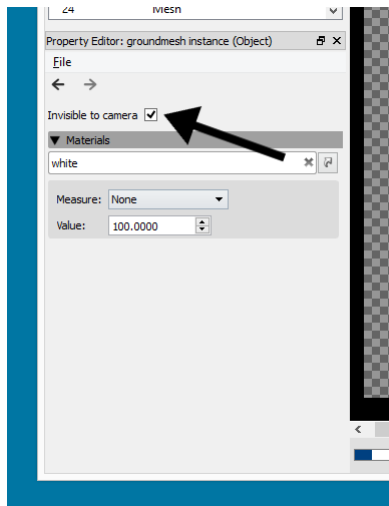 24 Mesh
Property Editor: groundmesh instance (Object)
File
Invisible to camera
Materials
white
Measure: None
Value: 100.0000